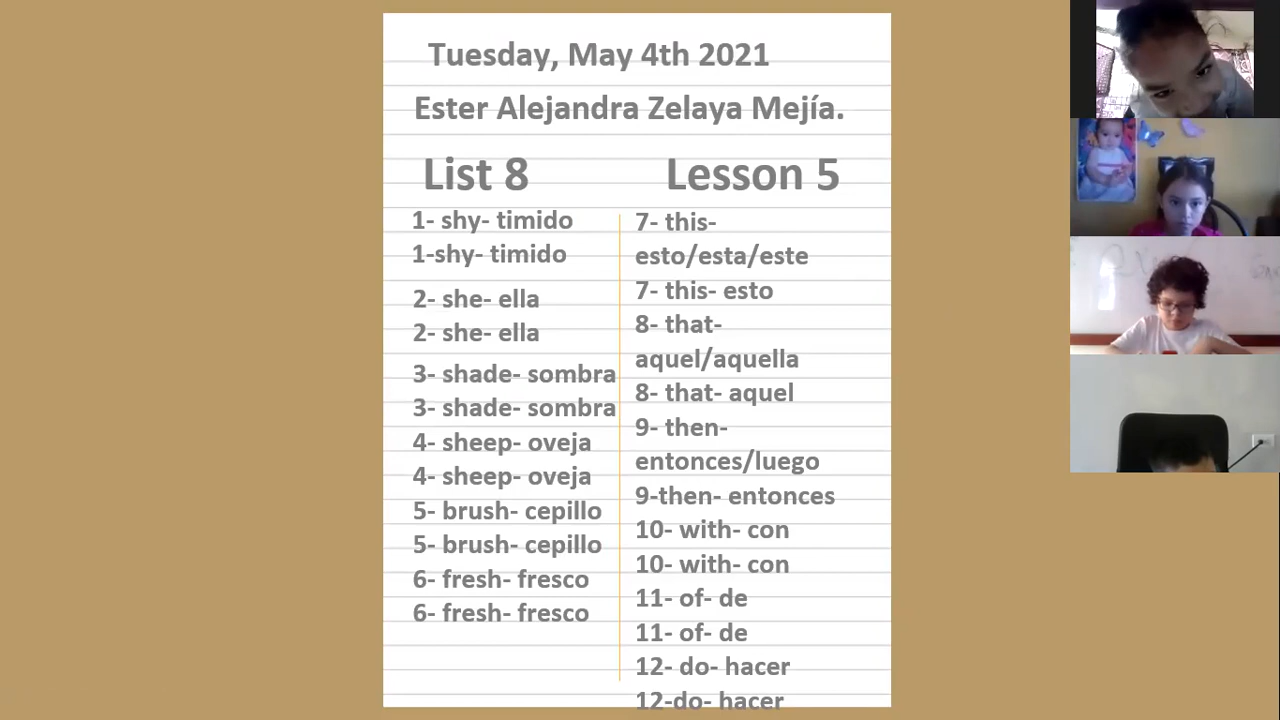 Tuesday, May 4th 2021
Ester Alejandra Zelaya Mejía.
List 8
Lesson 5
1- shy- timido
1-shy- timido
2- she- ella
2- she- ella
3- shade- sombra
3- shade- sombra
4- sheep- oveja
4- sheep- oveja
5- brush- cepillo
5- brush- cepillo
6- fresh- fresco
6- fresh- fresco
7- this-
esto/esta/este
7- this- esto
8- that-
aquel/aquella
8- that- aquel
9- then-
entonces/luego
9-then- entonces
10- with- con
10- with- con
11- of- de
11- of- de
12- do- hacer
12-do- hacer